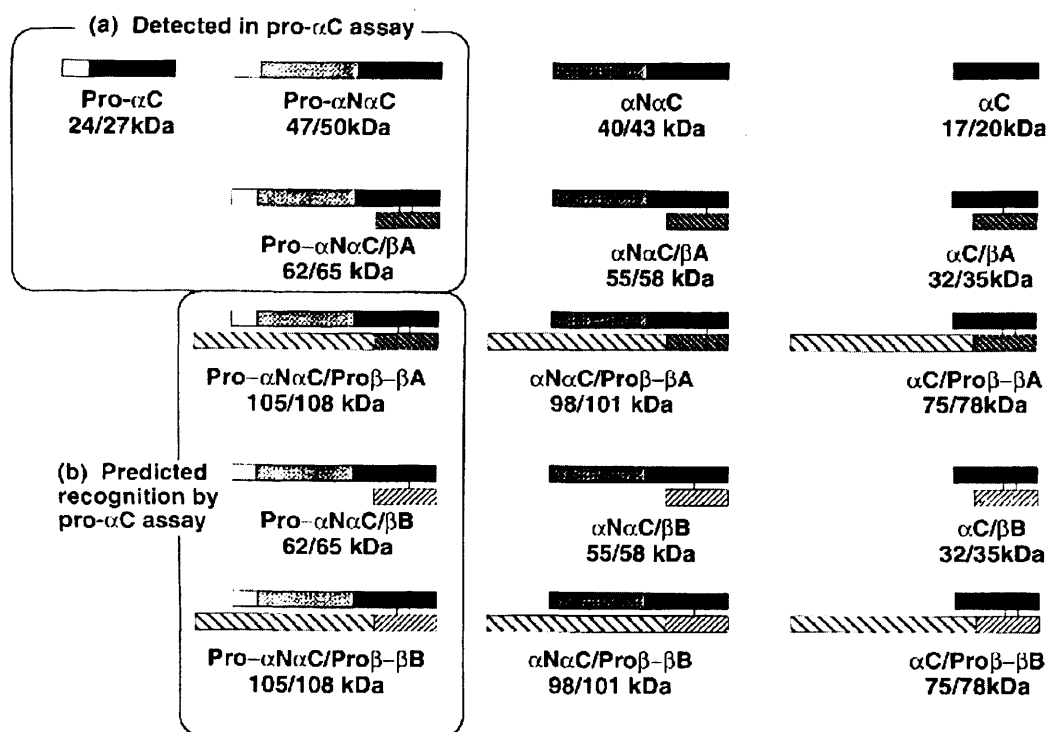 (a) Detected in pro-αC assay
Pro-αC
24/27kDa
Pro-αNαC
47/50kDa
αNαC
40/43 kDa
αC
17/20kDa
Pro-αNαC/βA
62/65 kDa
αNαC/βA
55/58 kDa
αC/βA
32/35kDa
Pro-αNαC/Proβ-βA
105/108 kDa
αNαC/Proβ-βA
98/101 kDa
αC/Proβ-βA
75/78kDa
(b) Predicted
recognition by
pro-αC assay
Pro-αNαC/βB
62/65 kDa
αNαC/βB
55/58 kDa
αC/βB
32/35kDa
Pro-αNαC/Proβ-βB
105/108 kDa
αNαC/Proβ-βB
98/101 kDa
αC/Proβ-βB
75/78kDa